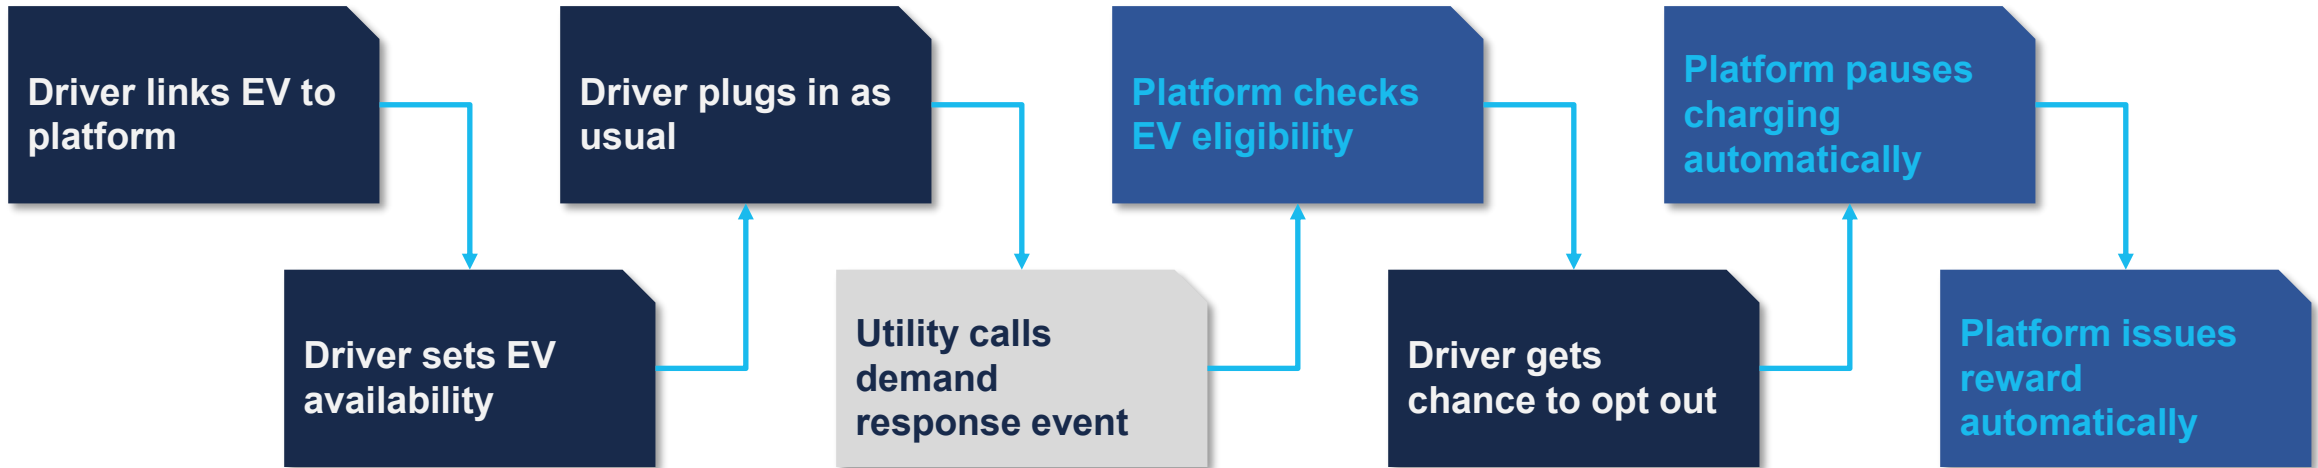 Driver links EV to
platform
Driver sets EV
availability
Driver plugs in as
usual
Utility calls
demand
response event
Platform checks
EV eligibility
Driver gets
chance to opt out
Platform pauses
charging
automatically
Platform issues
reward
automatically